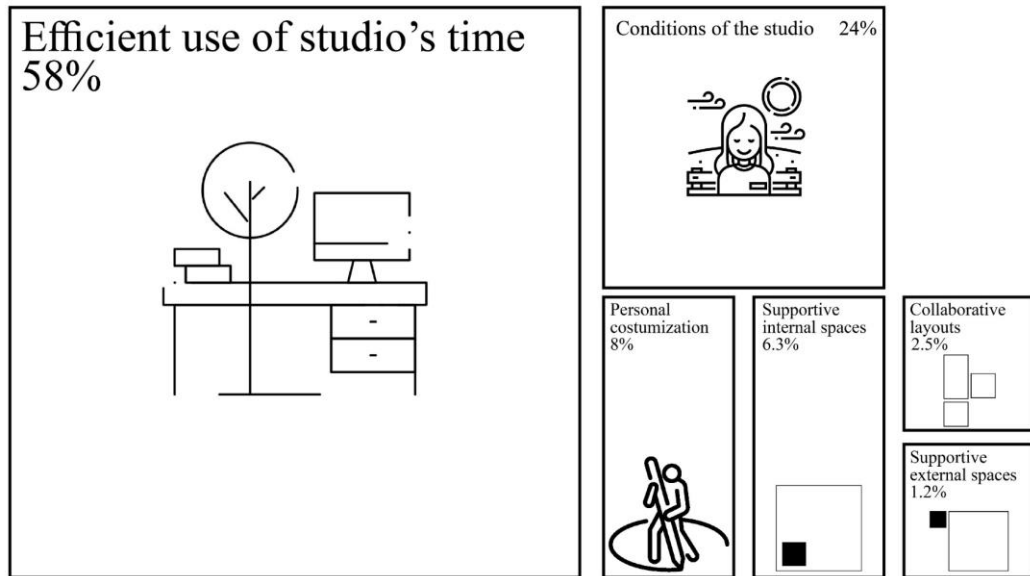 Efficient use of studio’s time
58%
Conditions of the studio 24%
Personal
costumization
8%
Supportive
internal spaces
6.3%
Collaborative
layouts
2.5%
Supportive
external spaces
1.2%